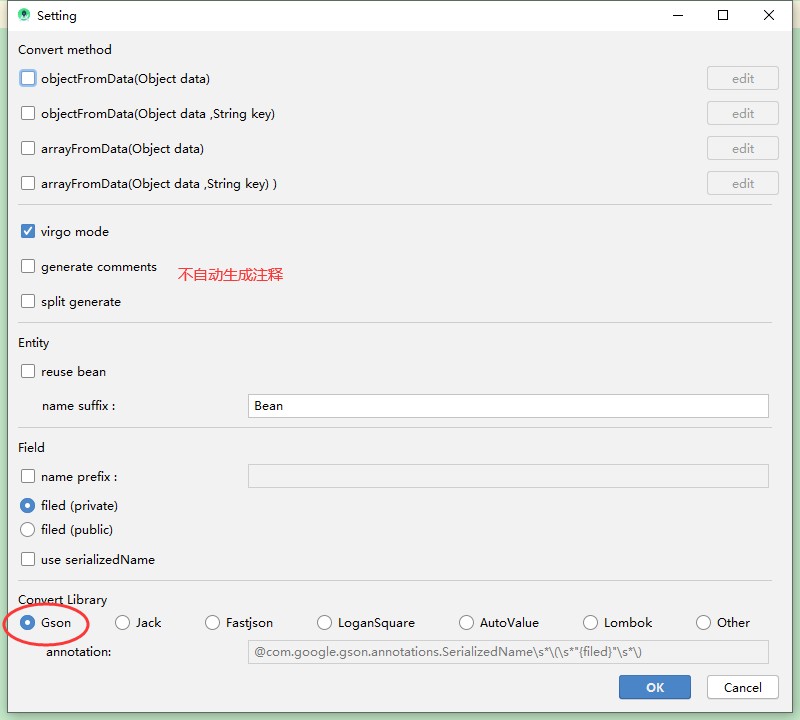 Setting
Convert method
objectFromData(Object data)
edit
objectFromData(Object data ,String key)
edit
arrayFromData(Object data)
edit
arrayFromData(Object data ,String key) )
edit
virgo mode
generate comments
不自动生成注释
split generate
Entity
reuse bean
name suffix :
Bean
Field
name prefix :
filed (private)
filed (public)
use serializedName
Convert Library
Gson Jack Fastjson LoganSquare AutoValue Lombok Other
annotation:
@com.google.gson.annotations.SerializedName\s*\(\s*"{filed}"\s*\)
OK Cancel